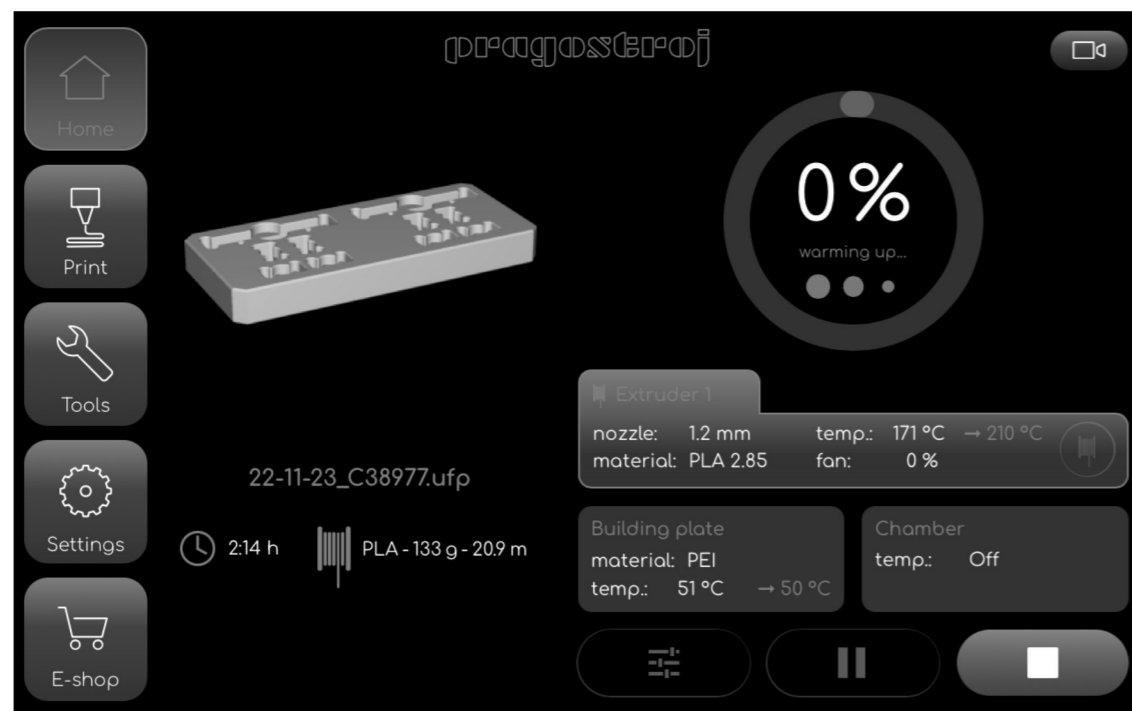 pragostroj
Home
Print
Tools
Settings
E-shop
22-11-23_C38977.ufp
2:14 h
PLA - 133 g - 20.9 m
0 %
warming up...
Extruder 1
nozzle: 1.2 mm temp.: 171 °C → 210 °C
material: PLA 2.85 fan: 0 %
Building plate
material: PEI
temp.: 51 °C → 50 °C
Chamber
temp.: Off